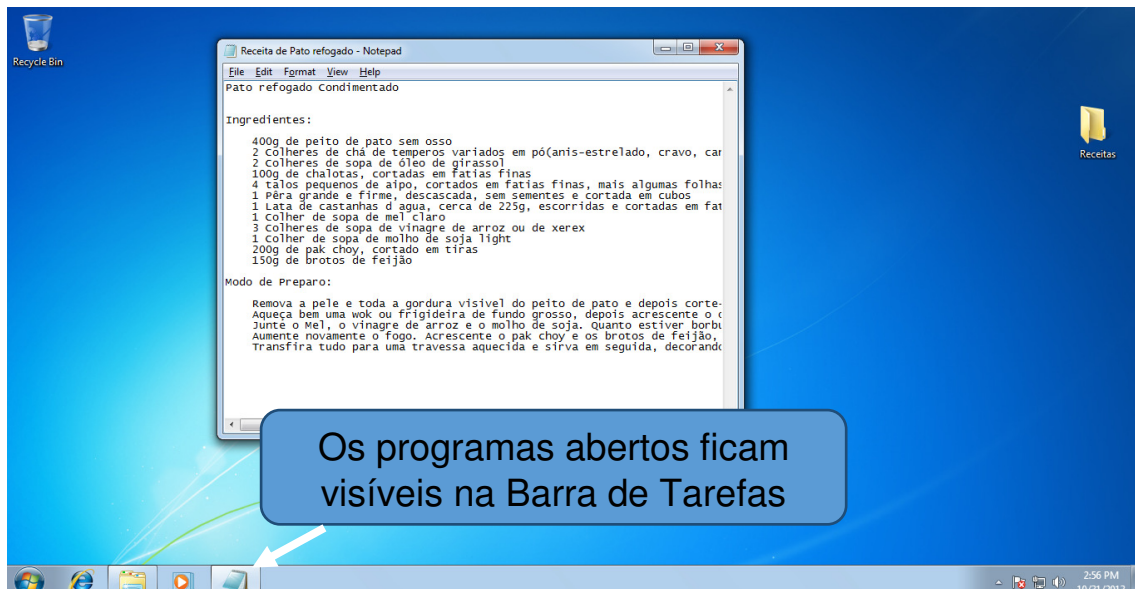 Recycle Bin
Receita de Pato refogado - Notepad
File Edit Format View Help
Pato refogado Condimentado
Ingredientes:
400g de peito de pato sem osso
2 Colheres de chá de temperos variados em pó(anis-estrelado, cravo, car
2 Colheres de sopa de óleo de girassol
100g de chalotas, cortadas em fatias finas
4 talos pequenos de aipo, cortados em fatias finas, mais algumas folhas
1 Pêra grande e firme, descascada, sem sementes e cortada em cubos
1 Lata de castanhas d agua, cerca de 225g, escorridas e cortadas em fat
1 Colher de sopa de mel claro
3 Colheres de sopa de vinagre de arroz ou de xerex
1 Colher de sopa de molho de soja light
200g de pak choy, cortado em tiras
150g de brotos de feijão
Modo de Preparo:
Remova a pele e toda a gordura visivel do peito de pato e depois corte-
Aqueça bem uma wok ou frigideira de fundo grosso, depois acrescente o
Junte o Mel, o vinagre de arroz e o molho de soja. Quanto estiver borbu
Aumente novamente o fogo. Acrescente o pak choy e os brotos de feijão,
Transfira tudo para uma travessa aquecida e sirva em seguida, decorando
Receitas
Os programas abertos ficam
visíveis na Barra de Tarefas
2:56 PM
10/21/2012